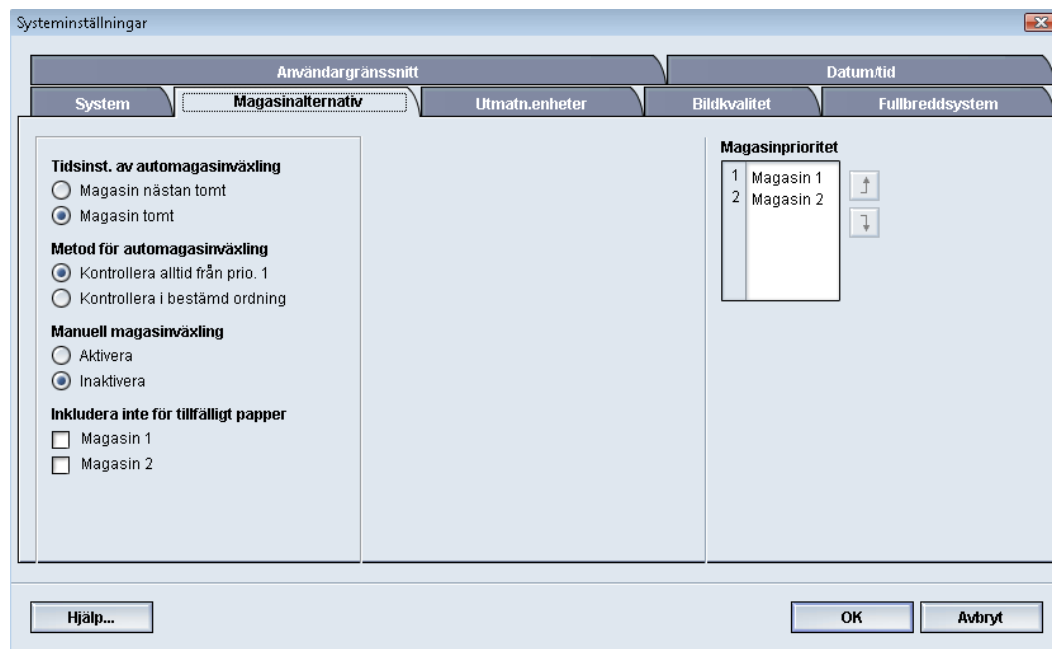 Systeminställningar
Användargränssnitt
Datum/tid
System
Magasinalternativ
Utmatn.enheter
Bildkvalitet
Fullbreddsystem
Tidsinst. av automagasinväxling
Magasin nästan tomt
Magasin tomt
Metod för automagasinväxling
Kontrollera alltid från prio. 1
Kontrollera i bestämd ordning
Manuell magasinväxling
Aktivera
Inaktivera
Inkludera inte för tillfälligt papper
Magasin 1
Magasin 2
Magasinprioritet
1 Magasin 1
2 Magasin 2
Hjälp...
OK
Avbryt